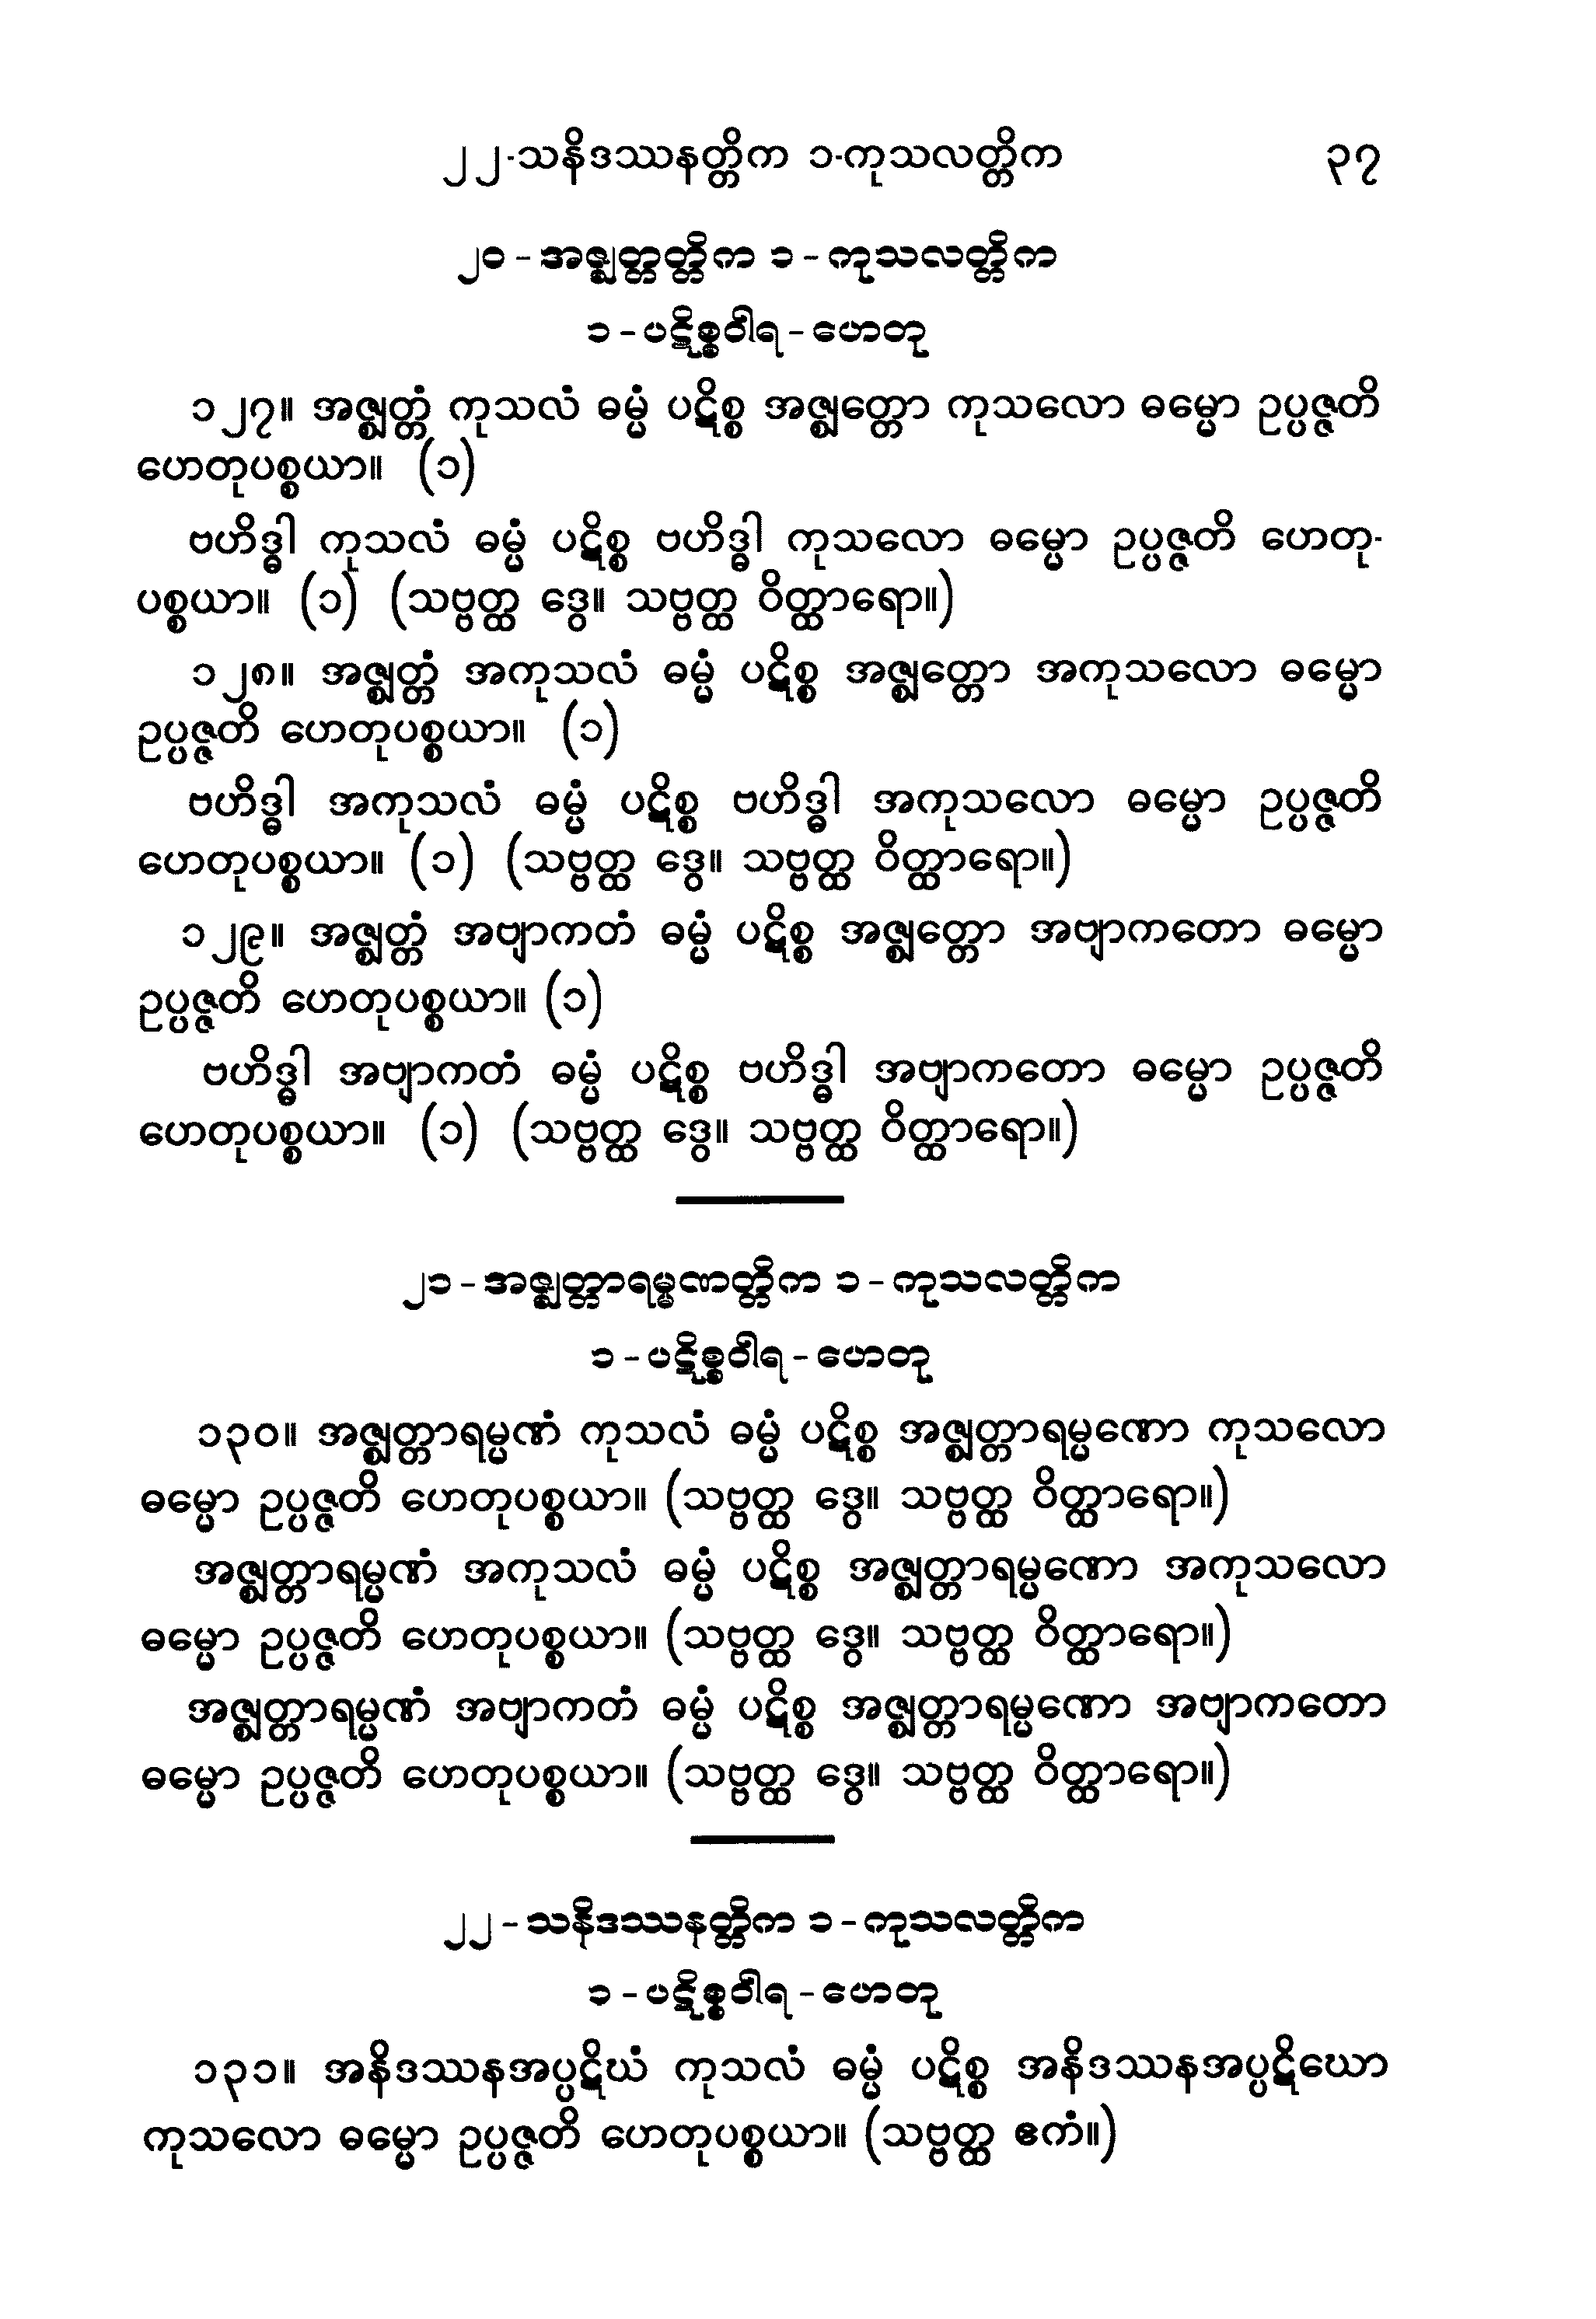 ၂၂-သနိဒဿနတ္တိက ၁-ကုသလတ္တိက ၃၇
၂၀ - အဇ္ဈတ္တတ္တိက ၁ - ကုသလတ္တိက
၁ - ပဋိစ္စဝါရ - ဟေတု
၁၂၇။ အဇ္ဈတ္တံ ကုသလံ ဓမ္မံ ပဋိစ္စ အဇ္ဈတ္တော ကုသလော ဓမ္မော ဥပ္ပဇ္ဇတိ
ဟေတုပစ္စယာ။ (၁)
ဗဟိဒ္ဓါ ကုသလံ ဓမ္မံ ပဋိစ္စ ဗဟိဒ္ဓါ ကုသလော ဓမ္မော ဥပ္ပဇ္ဇတိ ဟေတု-
ပစ္စယာ။ (၁) (သဗ္ဗတ္ထ ဒွေ။ သဗ္ဗတ္ထ ဝိတ္ထာရော။)
၁၂၈။ အဇ္ဈတ္တံ အကုသလံ ဓမ္မံ ပဋိစ္စ အဇ္ဈတ္တော အကုသလော ဓမ္မော
ဥပ္ပဇ္ဇတိ ဟေတုပစ္စယာ။ (၁)
ဗဟိဒ္ဓါ အကုသလံ ဓမ္မံ ပဋိစ္စ ဗဟိဒ္ဓါ အကုသလော ဓမ္မော ဥပ္ပဇ္ဇတိ
ဟေတုပစ္စယာ။ (၁) (သဗ္ဗတ္ထ ဒွေ။ သဗ္ဗတ္ထ ဝိတ္ထာရော။)
၁၂၉။ အဇ္ဈတ္တံ အဗျာကတံ ဓမ္မံ ပဋိစ္စ အဇ္ဈတ္တော အဗျာကတော ဓမ္မော
ဥပ္ပဇ္ဇတိ ဟေတုပစ္စယာ။ (၁)
ဗဟိဒ္ဓါ အဗျာကတံ ဓမ္မံ ပဋိစ္စ ဗဟိဒ္ဓါ အဗျာကတော ဓမ္မော ဥပ္ပဇ္ဇတိ
ဟေတုပစ္စယာ။ (၁) (သဗ္ဗတ္ထ ဒွေ။ သဗ္ဗတ္ထ ဝိတ္ထာရော။)
၂၁ - အဇ္ဈတ္တာရမ္မဏတ္တိက ၁ - ကုသလတ္တိက
၁ - ပဋိစ္စဝါရ - ဟေတု
၁၃၀။ အဇ္ဈတ္တာရမ္မဏံ ကုသလံ ဓမ္မံ ပဋိစ္စ အဇ္ဈတ္တာရမ္မဏော ကုသလော
ဓမ္မော ဥပ္ပဇ္ဇတိ ဟေတုပစ္စယာ။ (သဗ္ဗတ္ထ ဒွေ။ သဗ္ဗတ္ထ ဝိတ္ထာရော။)
အဇ္ဈတ္တာရမ္မဏံ အကုသလံ ဓမ္မံ ပဋိစ္စ အဇ္ဈတ္တာရမ္မဏော အကုသလော
ဓမ္မော ဥပ္ပဇ္ဇတိ ဟေတုပစ္စယာ။ (သဗ္ဗတ္ထ ဒွေ။ သဗ္ဗတ္ထ ဝိတ္ထာရော။)
အဇ္ဈတ္တာရမ္မဏံ အဗျာကတံ ဓမ္မံ ပဋိစ္စ အဇ္ဈတ္တာရမ္မဏော အဗျာကတော
ဓမ္မော ဥပ္ပဇ္ဇတိ ဟေတုပစ္စယာ။ (သဗ္ဗတ္ထ ဒွေ။ သဗ္ဗတ္ထ ဝိတ္ထာရော။)
၂၂ - သနိဒဿနတ္တိက ၁ - ကုသလတ္တိက
၁ - ပဋိစ္စဝါရ - ဟေတု
၁၃၁။ အနိဒဿနအပ္ပဋိဃံ ကုသလံ ဓမ္မံ ပဋိစ္စ အနိဒဿနအပ္ပဋိဃော
ကုသလော ဓမ္မော ဥပ္ပဇ္ဇတိ ဟေတုပစ္စယာ။ (သဗ္ဗတ္ထ ဧကံ။)